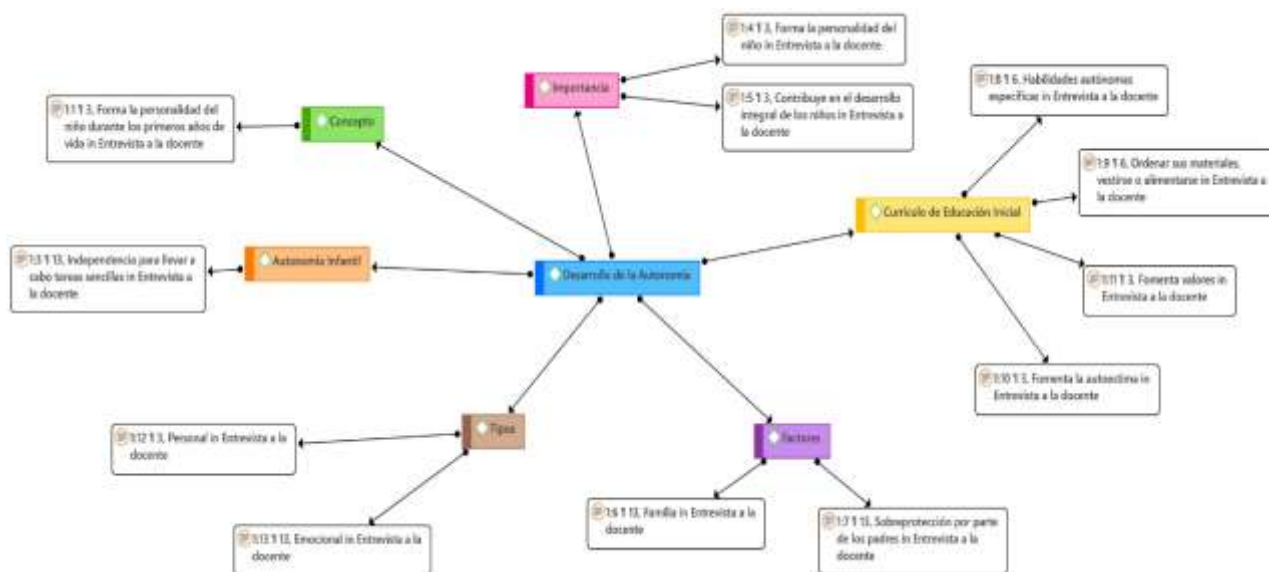 1:4 ¶ 3, Forma la personalidad del
niño in Entrevista a la docente
Importancia
1:5 ¶ 3, Contribuye en el desarrollo
integral de los niños in Entrevista a
la docente
1:8 ¶ 6, Habilidades autónomas
específicas in Entrevista a la docente
1:1 ¶ 3, Forma la personalidad del
niño durante los primeros años de
vida in Entrevista a la docente
Concepto
1:9 ¶ 6, Ordenar sus materiales,
vestirse o alimentarse in Entrevista a
la docente
Currículo de Educación Inicial
1:3 ¶ 13, Independencia para llevar a
cabo tareas sencillas in Entrevista a
la docente
Autonomía Infantil
Desarrollo de la Autonomía
1:11 ¶ 3, Fomenta valores in
Entrevista a la docente
1:10 ¶ 3, Fomenta la autoestima in
Entrevista a la docente
1:12 ¶ 3, Personal in Entrevista a la
docente
Tipos
Factores
1:13 ¶ 13, Emocional in Entrevista a la
docente
1:6 ¶ 13, Familia in Entrevista a la
docente
1:7 ¶ 13, Sobreprotección por parte
de los padres in Entrevista a la
docente